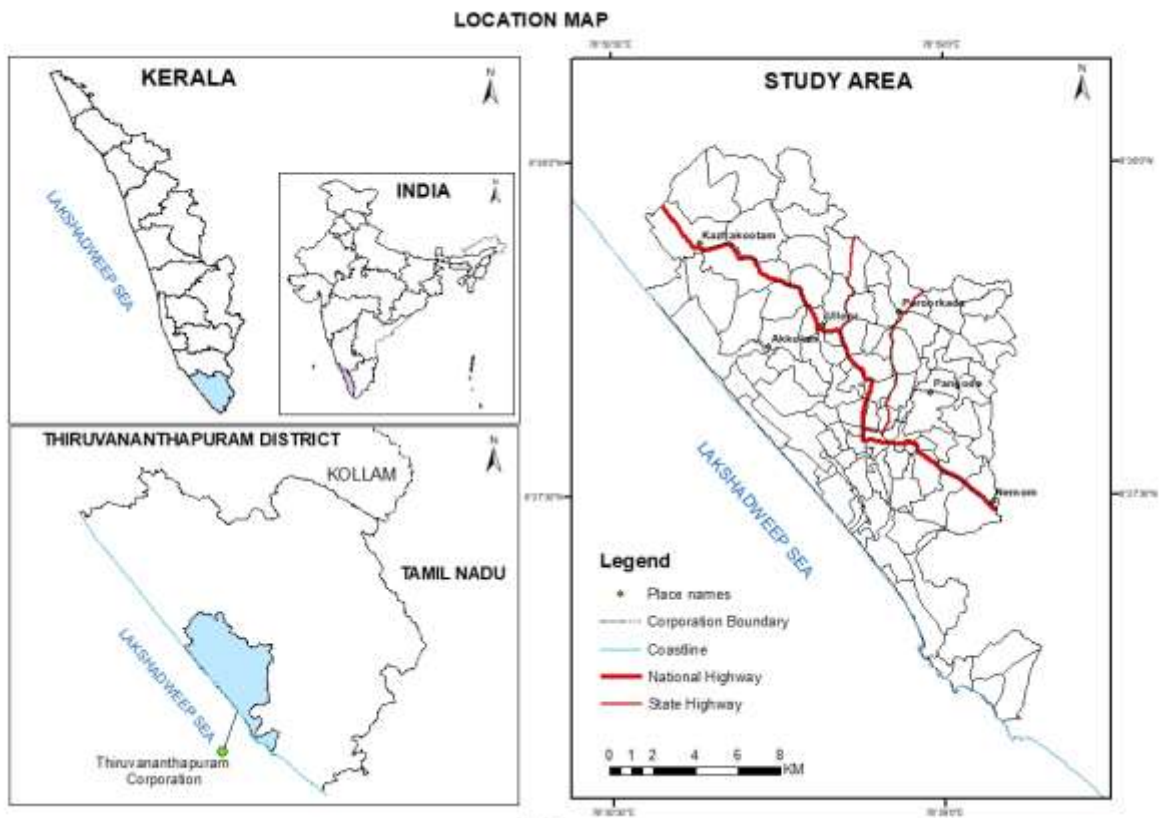 LOCATION MAP
KERALA
N
LAKSHADWEEP SEA
INDIA
N
THIRUVANANTHAPURAM DISTRICT
N
KOLLAM
TAMIL NADU
LAKSHADWEEP SEA
Thiruvananthapuram
Corporation
STUDY AREA
N
Kazhakootam
Ulloor
Peroorkada
Akkulam
Pangode
Nemom
LAKSHADWEEP SEA
Legend
Place names
Corporation Boundary
Coastline
National Highway
State Highway
0 1 2 4 6 8
KM